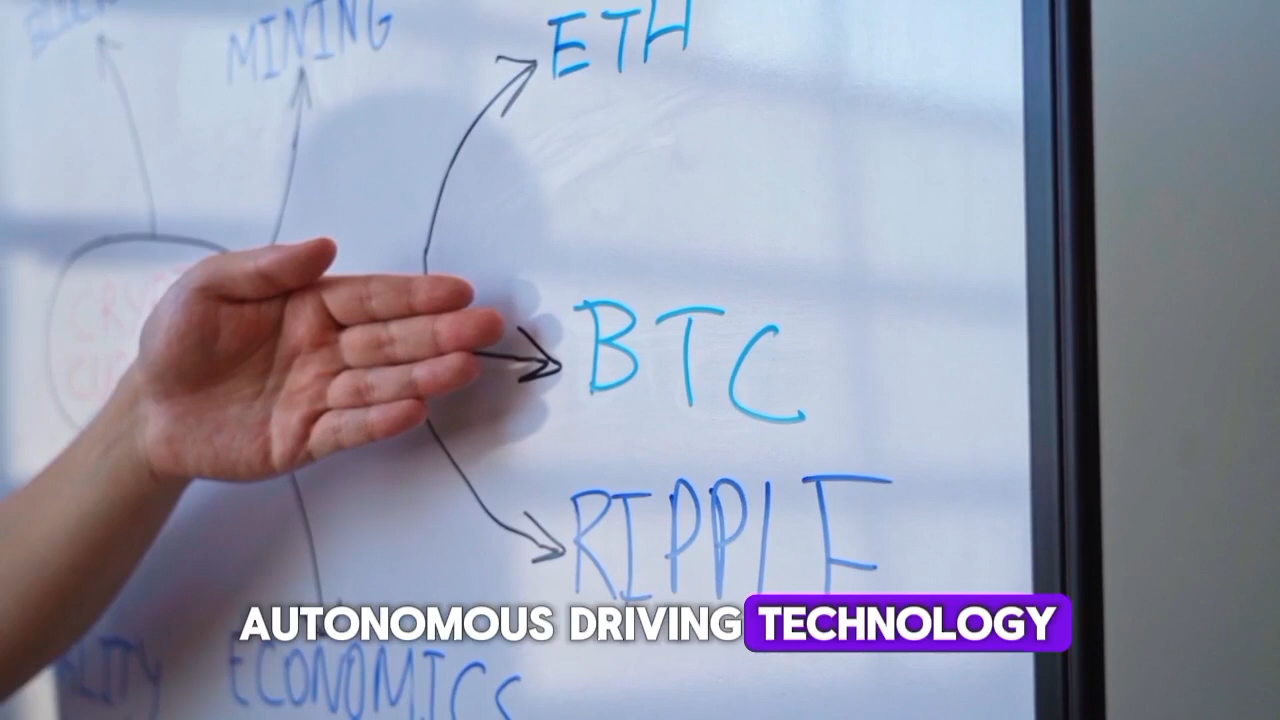 MINING
ETH
BTC
RIPPLE
AUTONOMOUS DRIVING TECHNOLOGY
ECONOMICS